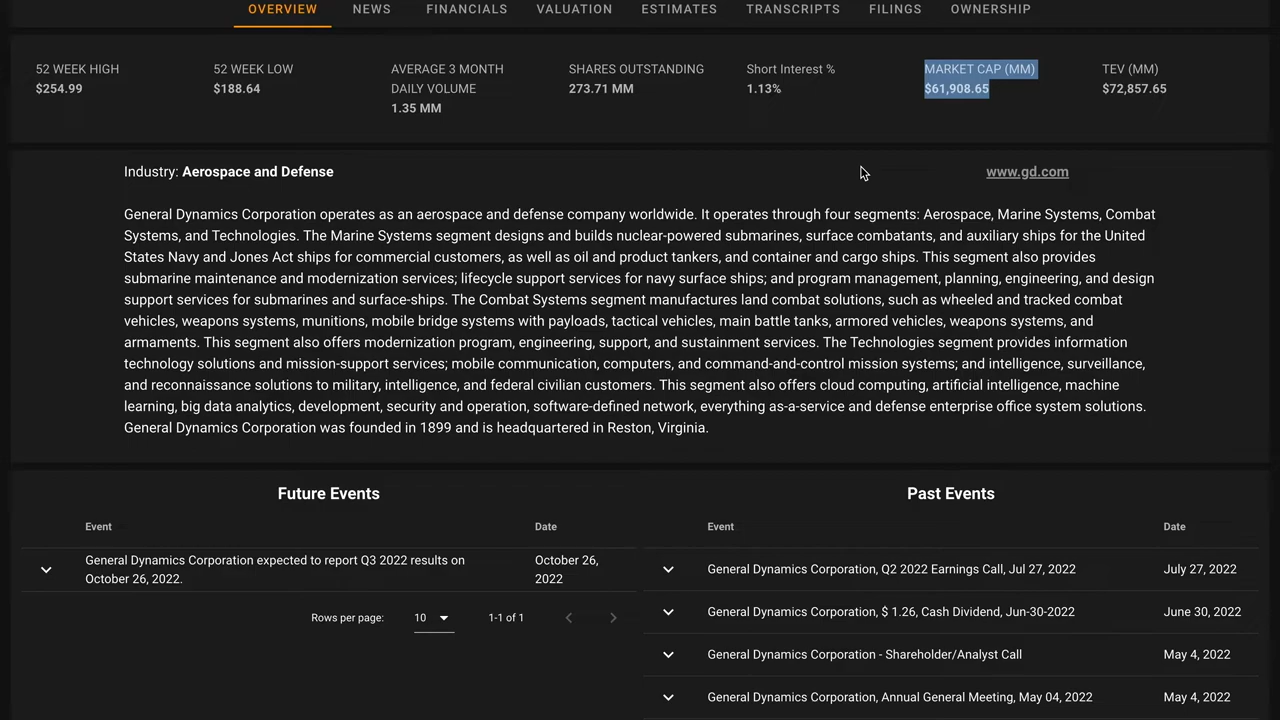 OVERVIEW NEWS FINANCIALS VALUATION ESTIMATES TRANSCRIPTS FILINGS OWNERSHIP
52 WEEK HIGH
$254.99
52 WEEK LOW
$188.64
AVERAGE 3 MONTH
DAILY VOLUME
1.35 MM
SHARES OUTSTANDING
273.71 MM
Short Interest %
1.13%
MARKET CAP (MM)
$61,908.65
TEV (MM)
$72,857.65
Industry: Aerospace and Defense
www.gd.com
General Dynamics Corporation operates as an aerospace and defense company worldwide. It operates through four segments: Aerospace, Marine Systems, Combat
Systems, and Technologies. The Marine Systems segment designs and builds nuclear-powered submarines, surface combatants, and auxiliary ships for the United
States Navy and Jones Act ships for commercial customers, as well as oil and product tankers, and container and cargo ships. This segment also provides
submarine maintenance and modernization services; lifecycle support services for navy surface ships; and program management, planning, engineering, and design
support services for submarines and surface-ships. The Combat Systems segment manufactures land combat solutions, such as wheeled and tracked combat
vehicles, weapons systems, munitions, mobile bridge systems with payloads, tactical vehicles, main battle tanks, armored vehicles, weapons systems, and
armaments. This segment also offers modernization program, engineering, support, and sustainment services. The Technologies segment provides information
technology solutions and mission-support services; mobile communication, computers, and command-and-control mission systems; and intelligence, surveillance,
and reconnaissance solutions to military, intelligence, and federal civilian customers. This segment also offers cloud computing, artificial intelligence, machine
learning, big data analytics, development, security and operation, software-defined network, everything as-a-service and defense enterprise office system solutions.
General Dynamics Corporation was founded in 1899 and is headquartered in Reston, Virginia.
Future Events
Event Date
General Dynamics Corporation expected to report Q3 2022 results on
October 26, 2022.
October 26,
2022
Rows per page: 10 1-1 of 1
Past Events
Event Date
General Dynamics Corporation, Q2 2022 Earnings Call, Jul 27, 2022 July 27, 2022
General Dynamics Corporation, $ 1.26, Cash Dividend, Jun-30-2022 June 30, 2022
General Dynamics Corporation - Shareholder/Analyst Call May 4, 2022
General Dynamics Corporation, Annual General Meeting, May 04, 2022 May 4, 2022